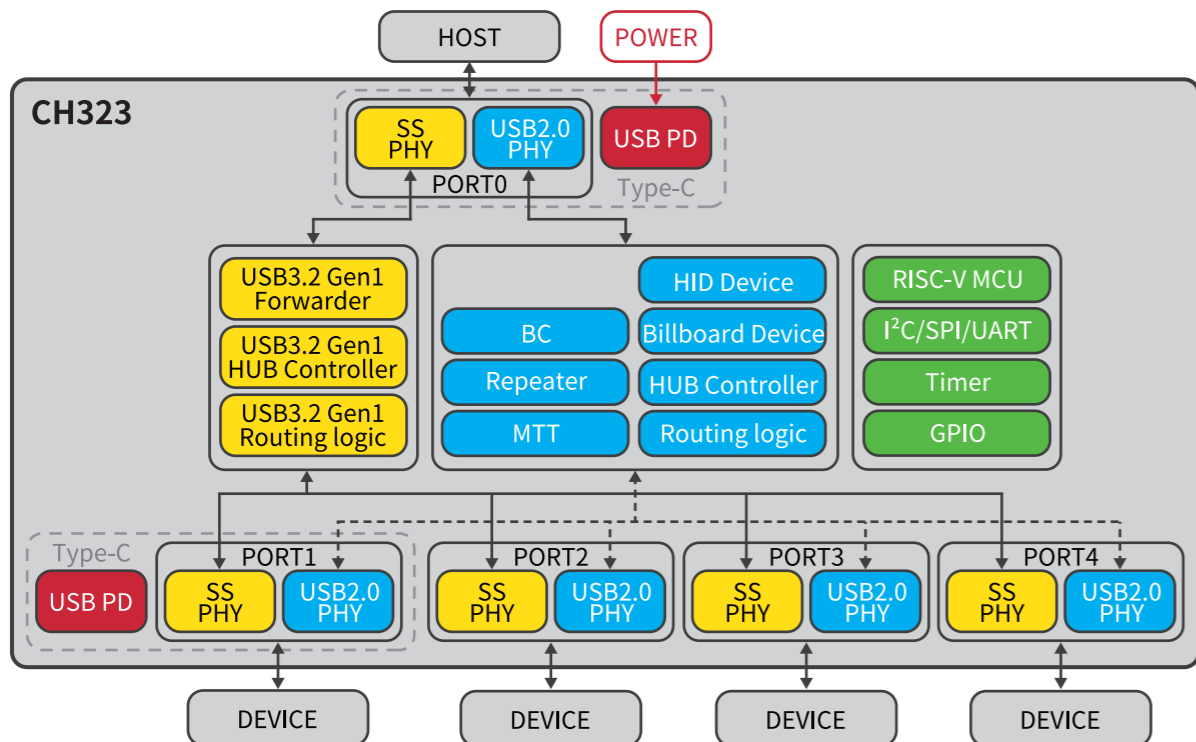 HOST
POWER
CH323
SS
PHY
USB2.0
PHY
USB PD
PORT0
Type-C
USB3.2 Gen1
Forwarder
USB3.2 Gen1
HUB Controller
USB3.2 Gen1
Routing logic
HID Device
BC
Billboard Device
Repeater
HUB Controller
MTT
Routing logic
RISC-V MCU
I²C/SPI/UART
Timer
GPIO
Type-C
USB PD
PORT1
SS
PHY
USB2.0
PHY
PORT2
SS
PHY
USB2.0
PHY
PORT3
SS
PHY
USB2.0
PHY
PORT4
SS
PHY
USB2.0
PHY
DEVICE
DEVICE
DEVICE
DEVICE